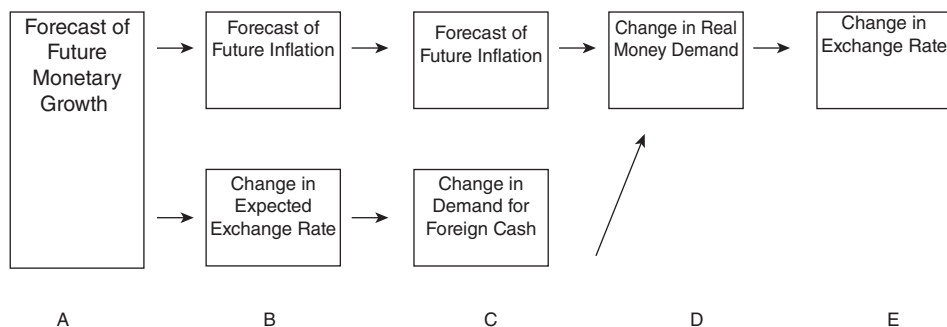 Forecast of
Future
Monetary
Growth
Forecast of
Future Inflation
Forecast of
Future Inflation
Change in Real
Money Demand
Change in
Exchange Rate
Change in
Expected
Exchange Rate
Change in
Demand for
Foreign Cash
A
B
C
D
E